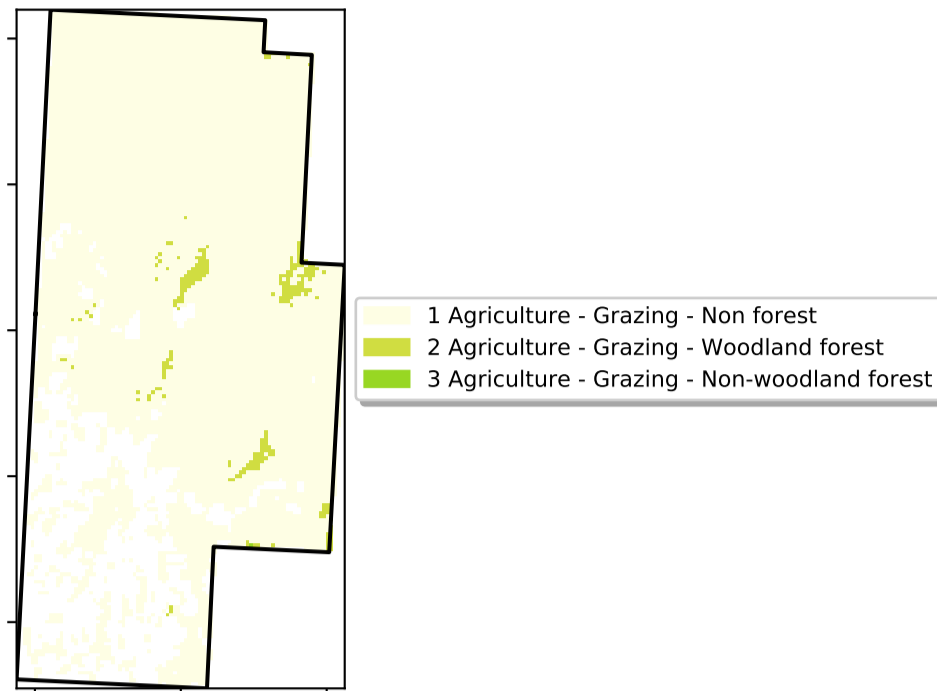 1 Agriculture - Grazing - Non forest
2 Agriculture - Grazing - Woodland forest
3 Agriculture - Grazing - Non-woodland forest